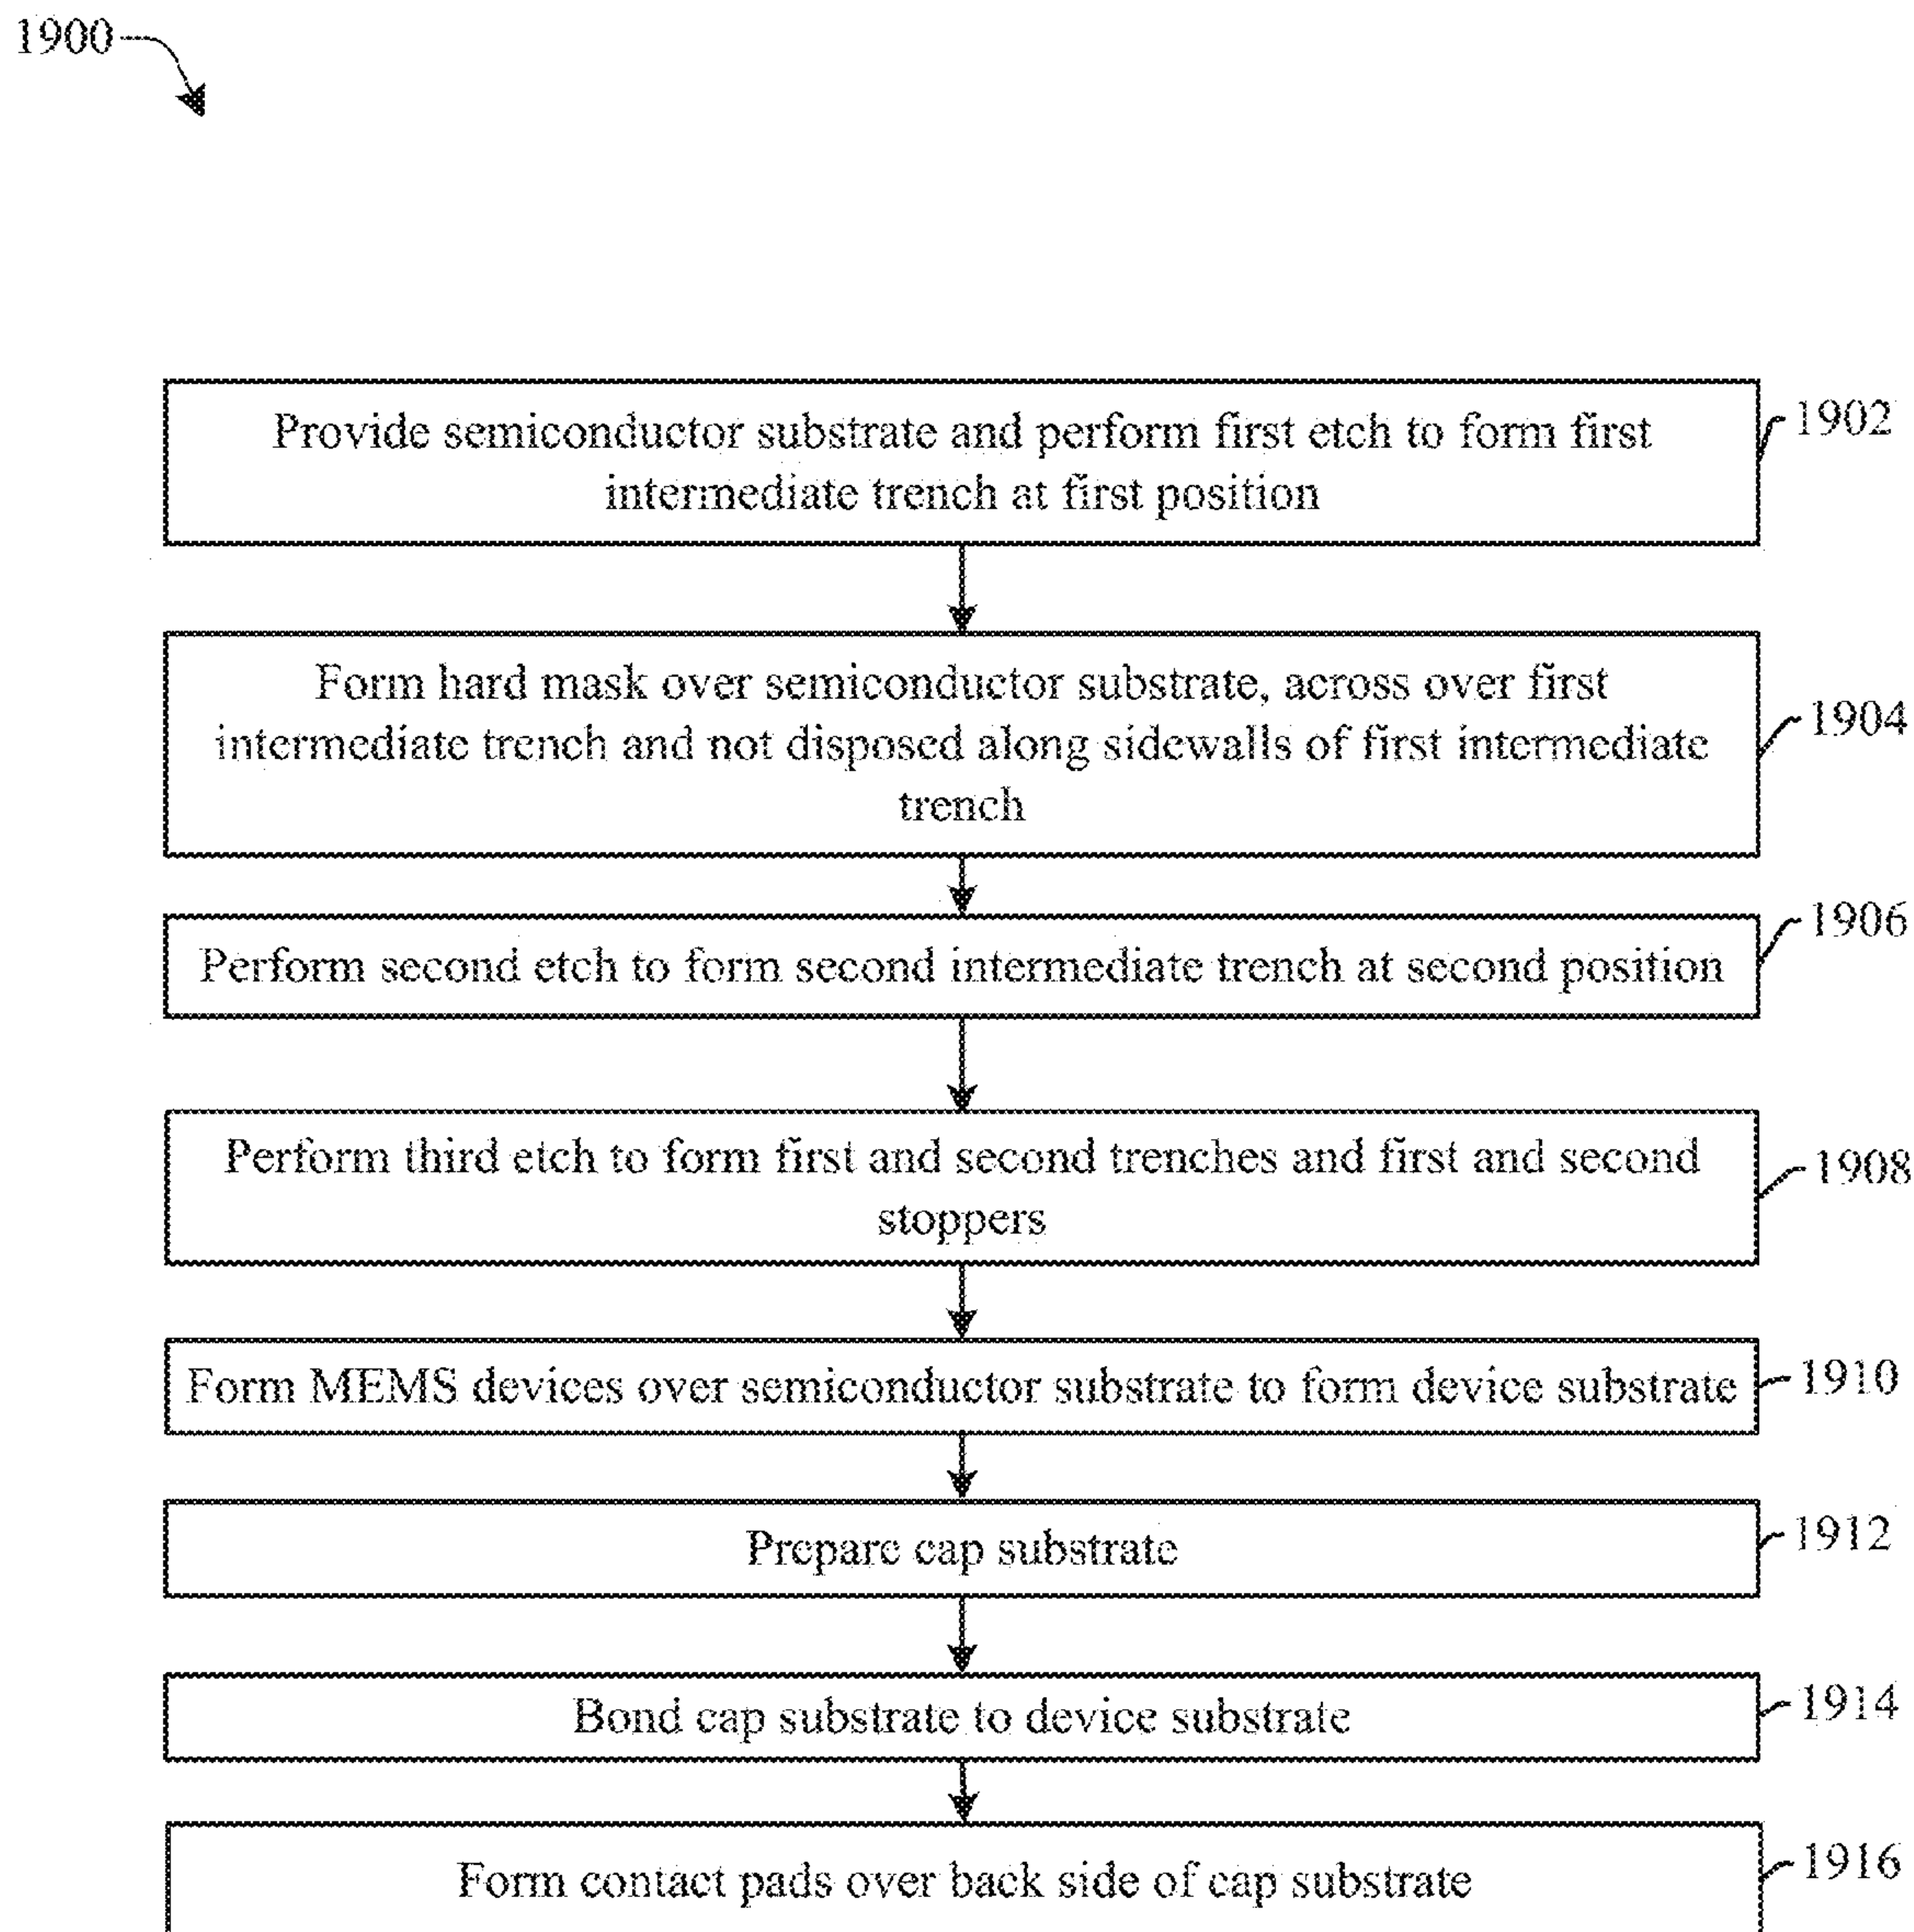 1900
Provide semiconductor substrate and perform first etch to form first
intermediate trench at first position
1902
Form hard mask over semiconductor substrate, across over first
intermediate trench and not disposed along sidewalls of first intermediate
trench
1904
Perform second etch to form second intermediate trench at second position
1906
Perform third etch to form first and second trenches and first and second
stoppers
1908
Form MEMS devices over semiconductor substrate to form device substrate
1910
Prepare cap substrate
1912
Bond cap substrate to device substrate
1914
Form contact pads over back side of cap substrate
1916